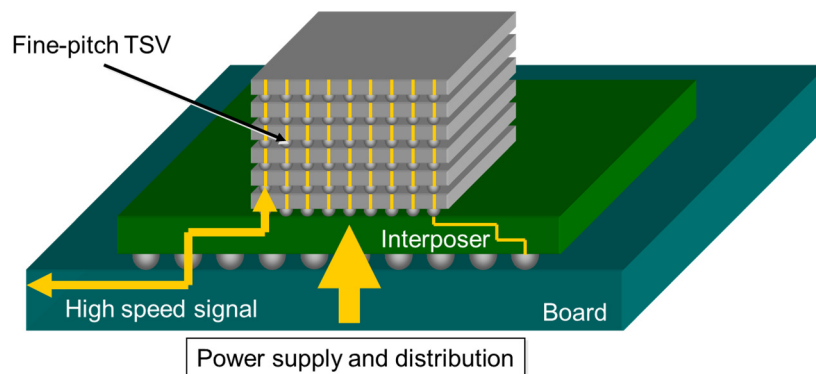 Fine-pitch TSV
Interposer
High speed signal
Board
Power supply and distribution